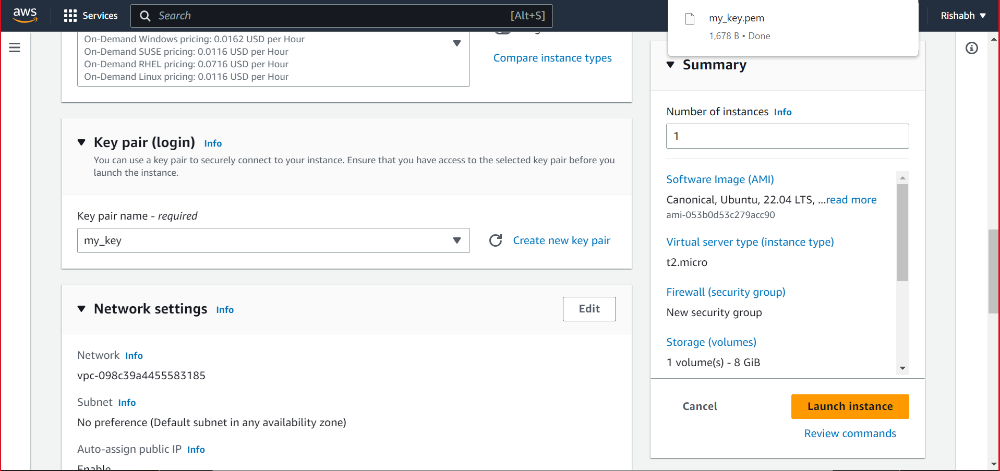 aws
Services
Search
[Alt+S]
my_key.pem
1,678 B • Done
Rishabh
On-Demand Windows pricing: 0.0162 USD per Hour
On-Demand SUSE pricing: 0.0116 USD per Hour
On-Demand RHEL pricing: 0.0716 USD per Hour
On-Demand Linux pricing: 0.0116 USD per Hour
Compare instance types
Key pair (login) Info
You can use a key pair to securely connect to your instance. Ensure that you have access to the selected key pair before you
launch the instance.
Key pair name - required
my_key
Create new key pair
Network settings Info
Edit
Network Info
vpc-098c39a4455583185
Subnet Info
No preference (Default subnet in any availability zone)
Auto-assign public IP Info
Enable
Summary
Number of instances Info
1
Software Image (AMI)
Canonical, Ubuntu, 22.04 LTS, ...read more
ami-053b0d53c279acc90
Virtual server type (instance type)
t2.micro
Firewall (security group)
New security group
Storage (volumes)
1 volume(s) - 8 GiB
Cancel
Launch instance
Review commands